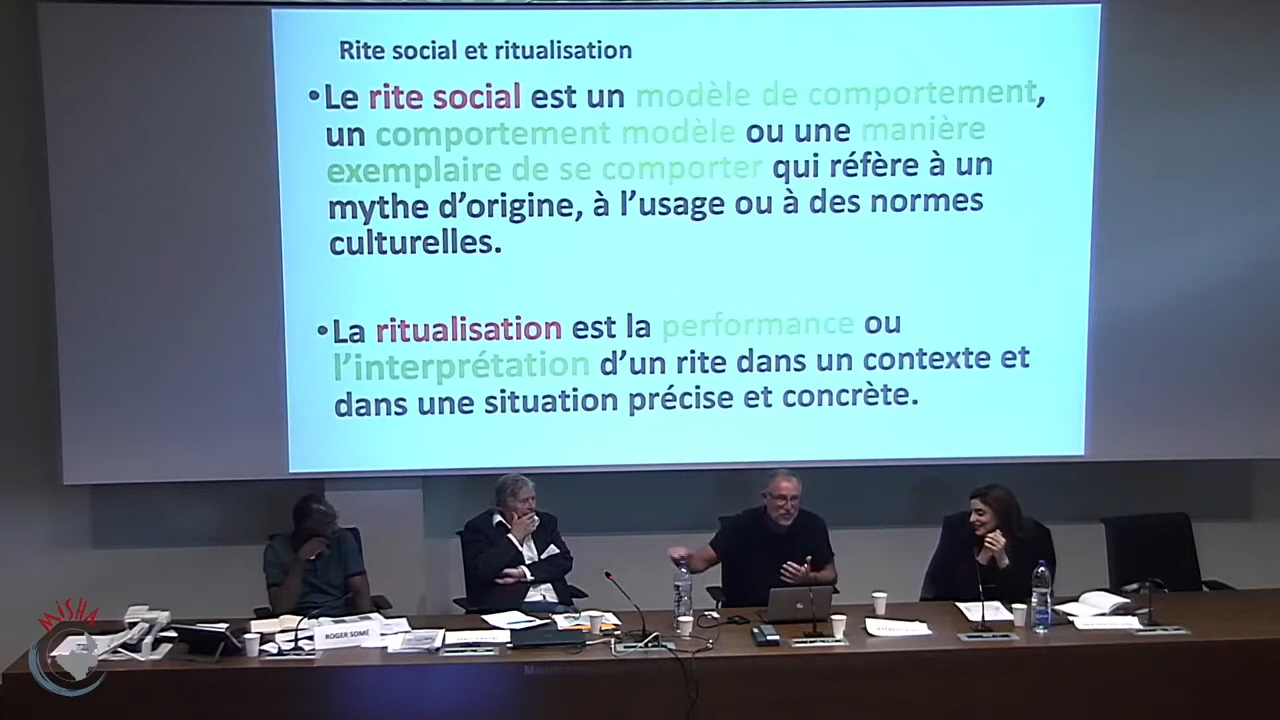 Rite social et ritualisation
•Le rite social est un modèle de comportement,
un comportement modèle ou une manière
exemplaire de se comporter qui réfère à un
mythe d’origine, à l’usage ou à des normes
culturelles.
•La ritualisation est la performance ou
l’interprétation d’un rite dans un contexte et
dans une situation précise et concrète.
MISHA
ROGER SOMÉ